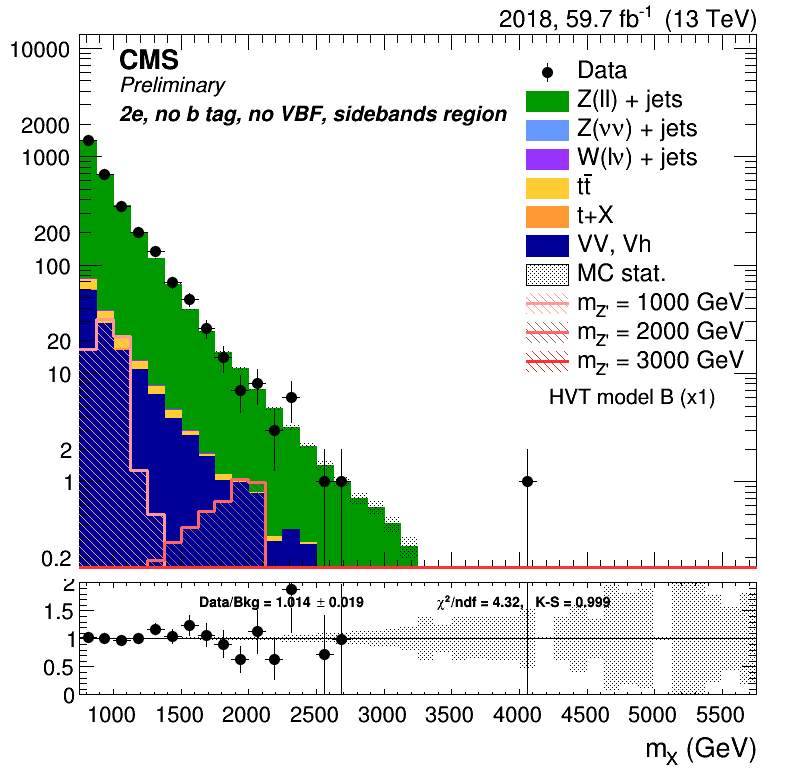 2018, 59.7 fb⁻¹ (13 TeV)
CMS
Preliminary
2e, no b tag, no VBF, sidebands region
Data
Z(ll) + jets
Z(νν) + jets
W(lν) + jets
tt̄
t+X
VV, Vh
MC stat.
m_Z' = 1000 GeV
m_Z' = 2000 GeV
m_Z' = 3000 GeV
HVT model B (x1)
10000
2000
1000
200
100
20
10
2
1
0.2
Data/Bkg = 1.014 ± 0.019 χ²/ndf = 4.32, K-S = 0.999
2
1.5
1
0.5
0
1000 1500 2000 2500 3000 3500 4000 4500 5000 5500
m_X (GeV)